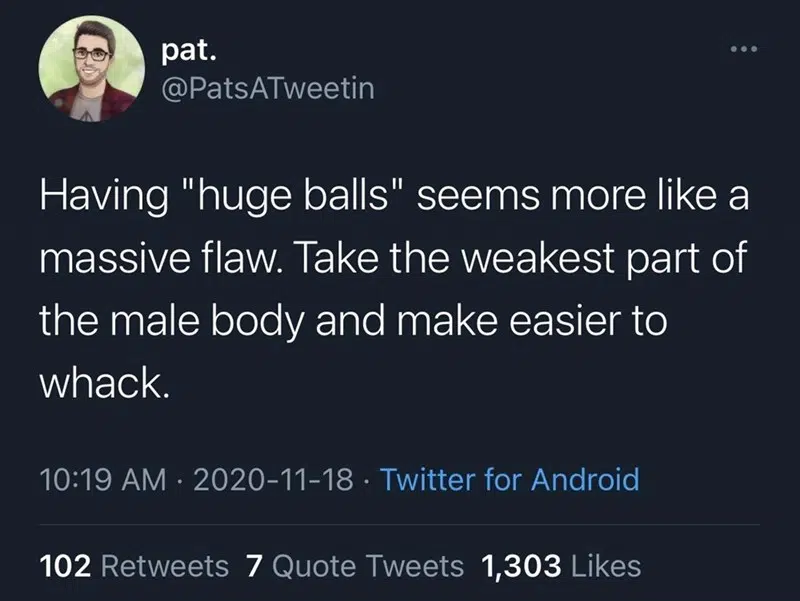 pat.
@PatsATweetin
Having "huge balls" seems more like a
massive flaw. Take the weakest part of
the male body and make easier to
whack.
10:19 AM · 2020-11-18 · Twitter for Android
102 Retweets 7 Quote Tweets 1,303 Likes